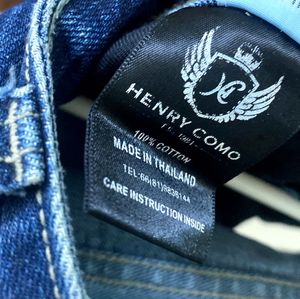 HENRY COMO
100% COTTON
MADE IN THAILAND
CARE INSTRUCTION INSIDE